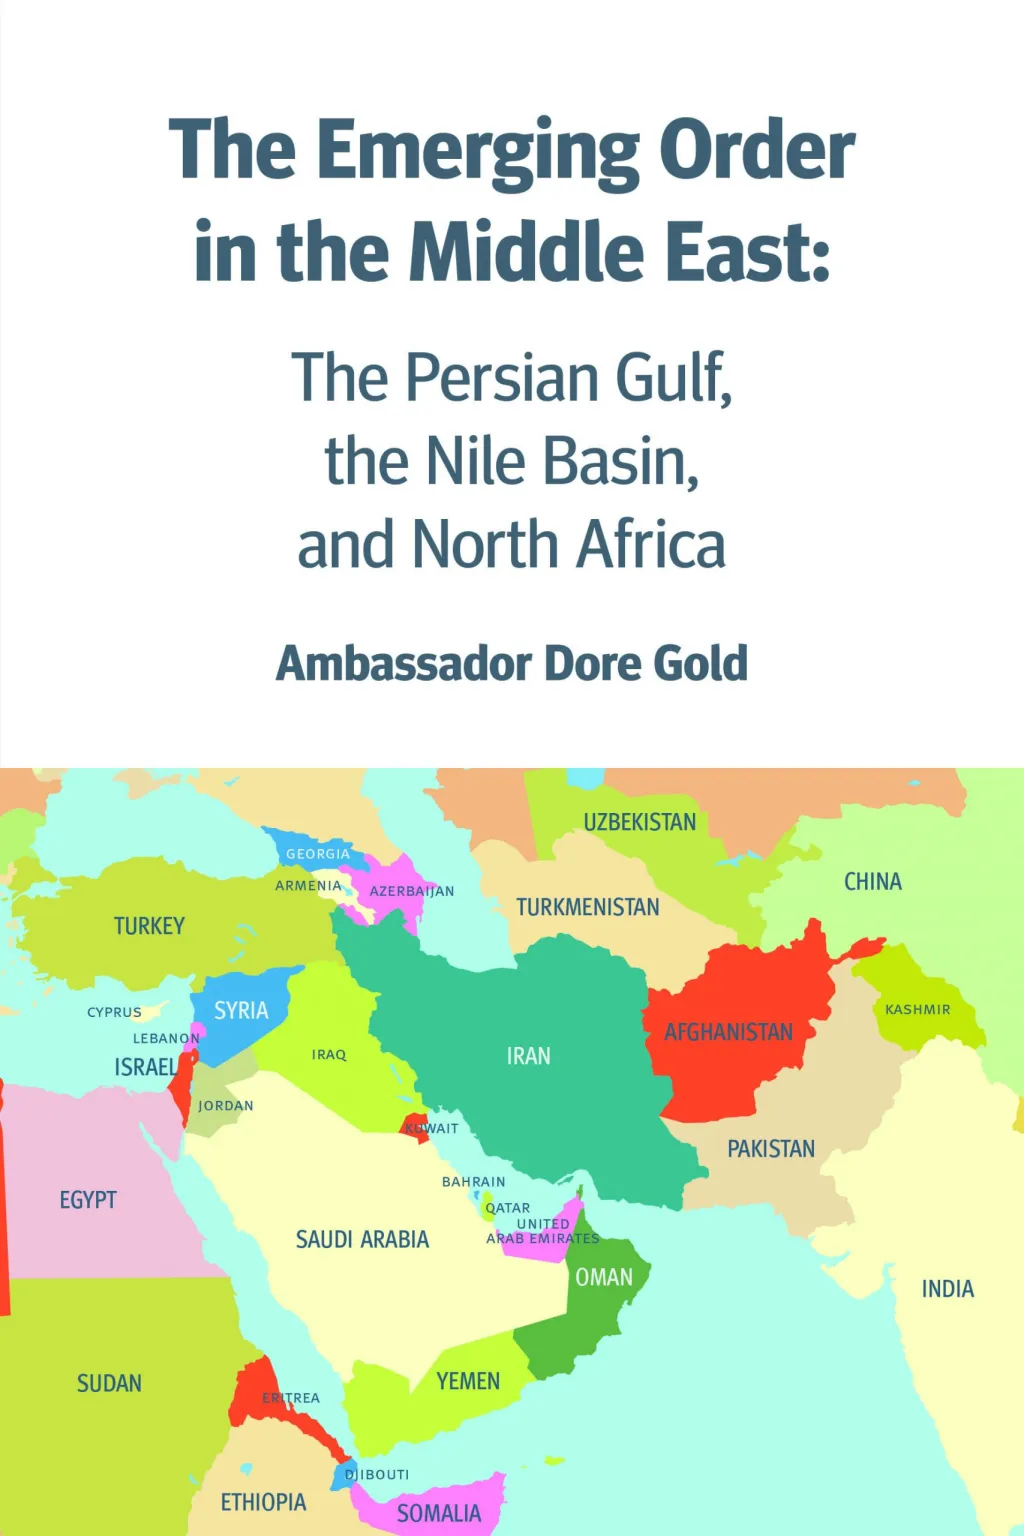 The Emerging Order
in the Middle East:
The Persian Gulf,
the Nile Basin,
and North Africa
Ambassador Dore Gold
UZBEKISTAN
GEORGIA
CHINA
ARMENIA
AZERBAIJAN
TURKMENISTAN
TURKEY
CYPRUS
SYRIA
KASHMIR
LEBANON
AFGHANISTAN
ISRAEL
IRAQ
IRAN
JORDAN
KUWAIT
PAKISTAN
BAHRAIN
EGYPT
QATAR
UNITED
ARAB EMIRATES
SAUDI ARABIA
OMAN
INDIA
SUDAN
YEMEN
ERITREA
DJIBOUTI
ETHIOPIA
SOMALIA